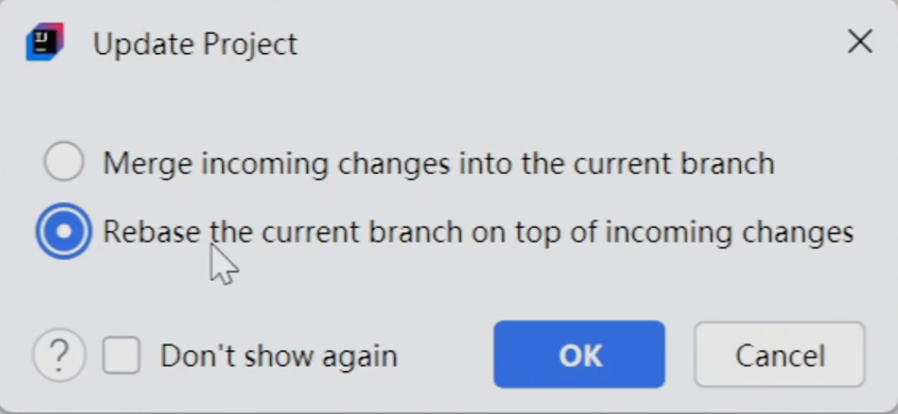 Update Project
Merge incoming changes into the current branch
Rebase the current branch on top of incoming changes
? Don't show again OK Cancel